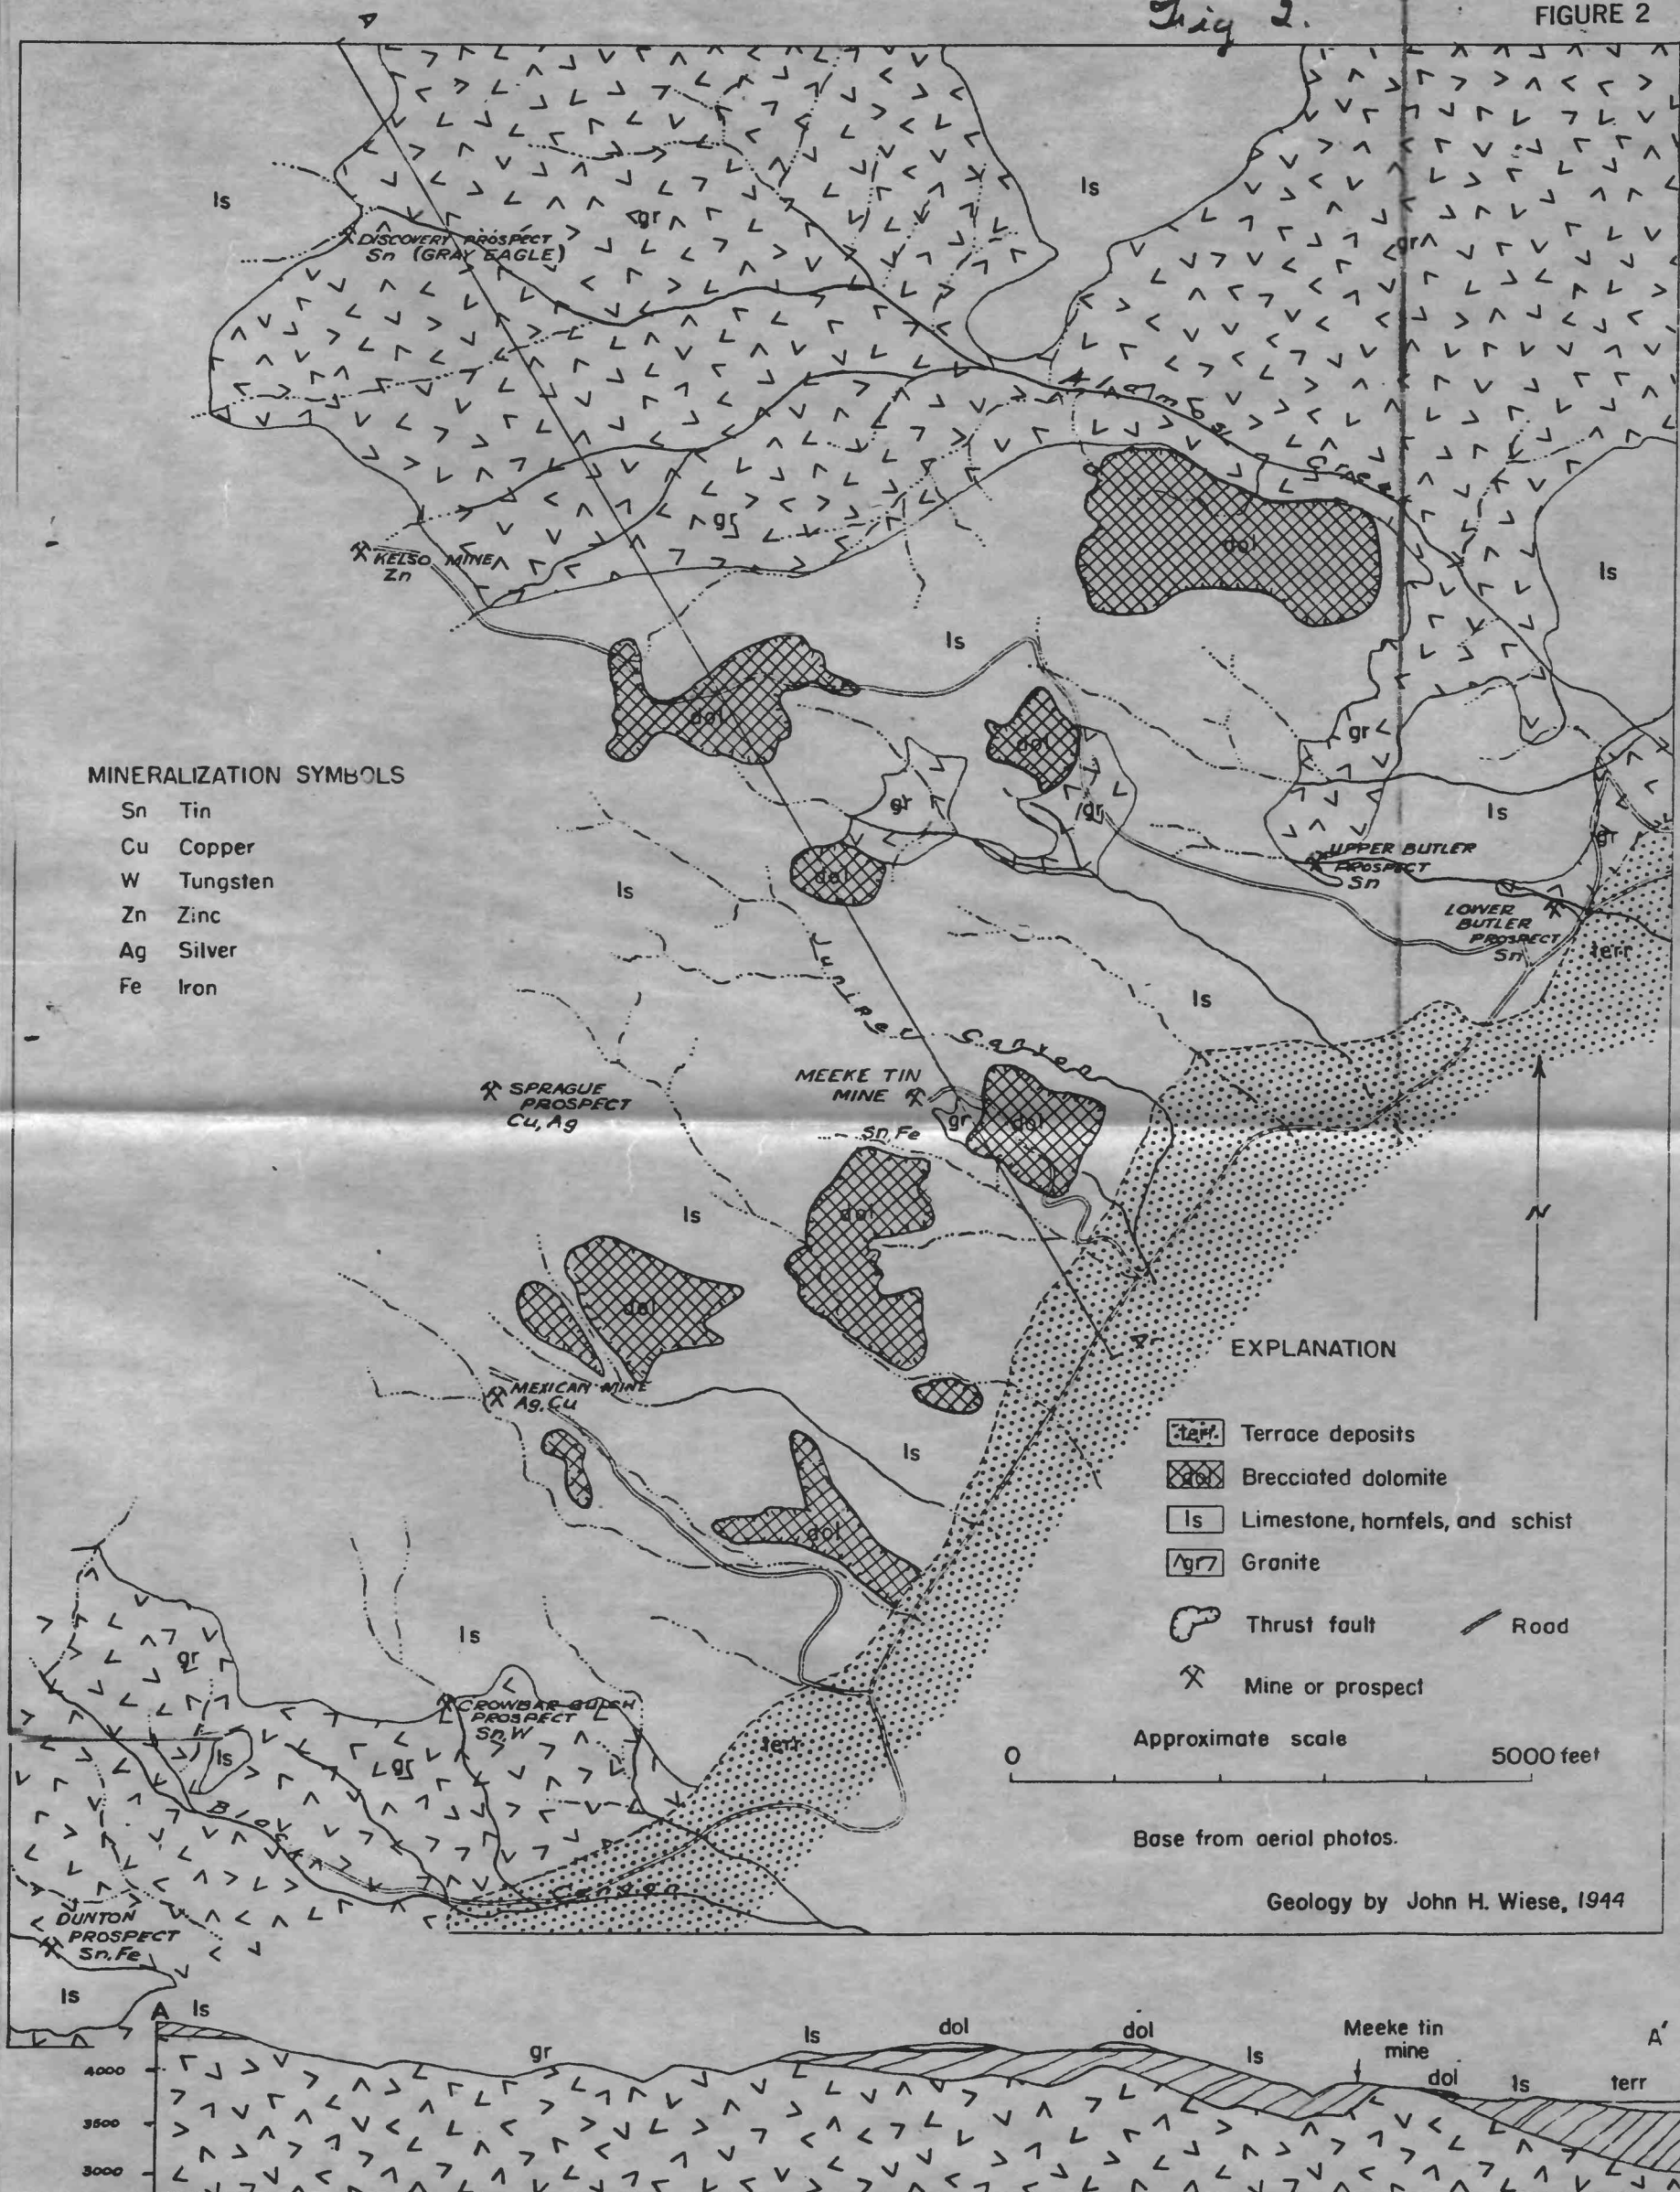 Fig 2.
FIGURE 2
A
ls
ls
gr
gr
DISCOVERY PROSPECT
Sn (GRAY EAGLE)
Alamos
Creek
gr
dol
ls
KELSO MINE
Zn
ls
dol
dol
gr
MINERALIZATION SYMBOLS
Sn Tin
Cu Copper
W Tungsten
Zn Zinc
Ag Silver
Fe Iron
gr
gr
ls
gr
UPPER BUTLER
PROSPECT
Sn
dol
ls
LOWER
BUTLER
PROSPECT
Sn
terr
Juniper Canyon
ls
MEEKE TIN
MINE
Sn, Fe
gr
dol
SPRAGUE
PROSPECT
Cu, Ag
N
ls
dol
dol
A'
EXPLANATION
MEXICAN MINE
Ag, Cu
terr. Terrace deposits
ls
dol Brecciated dolomite
ls Limestone, hornfels, and schist
dol
gr Granite
Thrust fault
Road
ls
gr
Mine or prospect
CROWBAR GULCH
PROSPECT
Sn, W
terr
Approximate scale
0 5000 feet
ls
gr
Canyon
Base from aerial photos.
Geology by John H. Wiese, 1944
DUNTON
PROSPECT
Sn, Fe
ls
A ls gr ls dol dol ls Meeke tin
mine
dol ls terr A'
4000
3500
3000